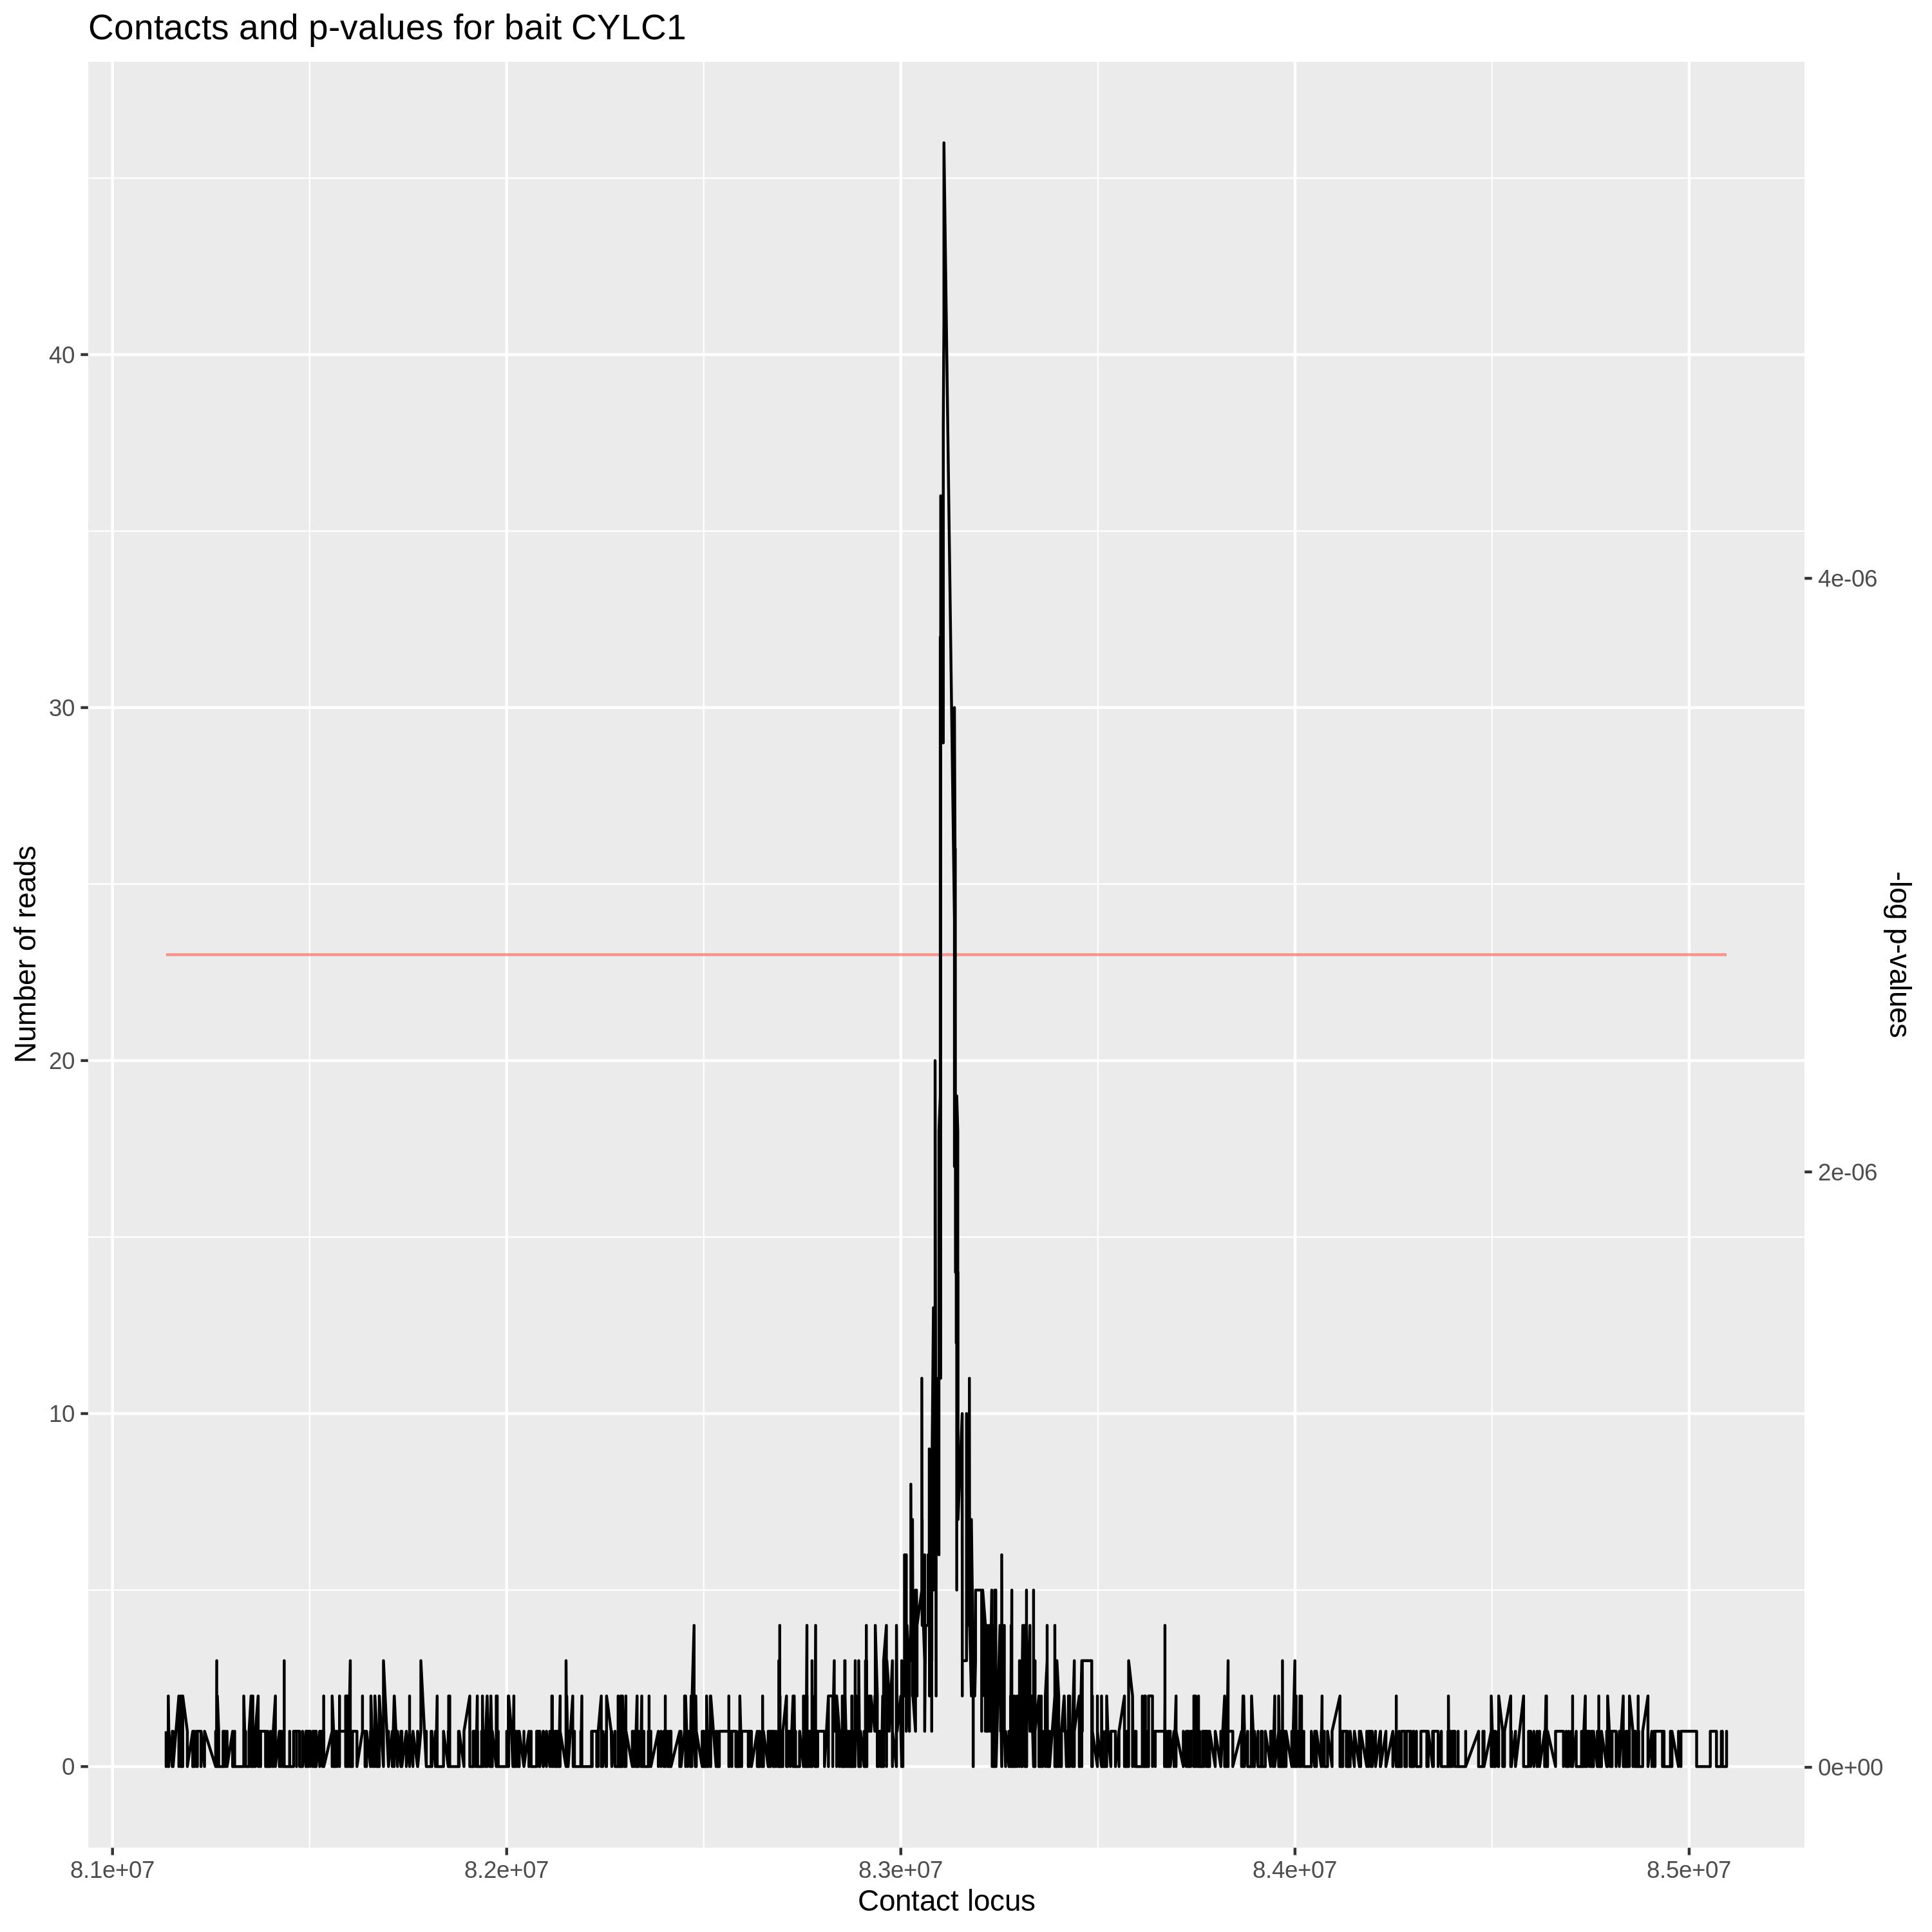 Contacts and p-values for bait CYLC1
Number of reads
40
30
20
10
0
4e-06
2e-06
0e+00
-log p-values
8.1e+07
8.2e+07
8.3e+07
8.4e+07
8.5e+07
Contact locus